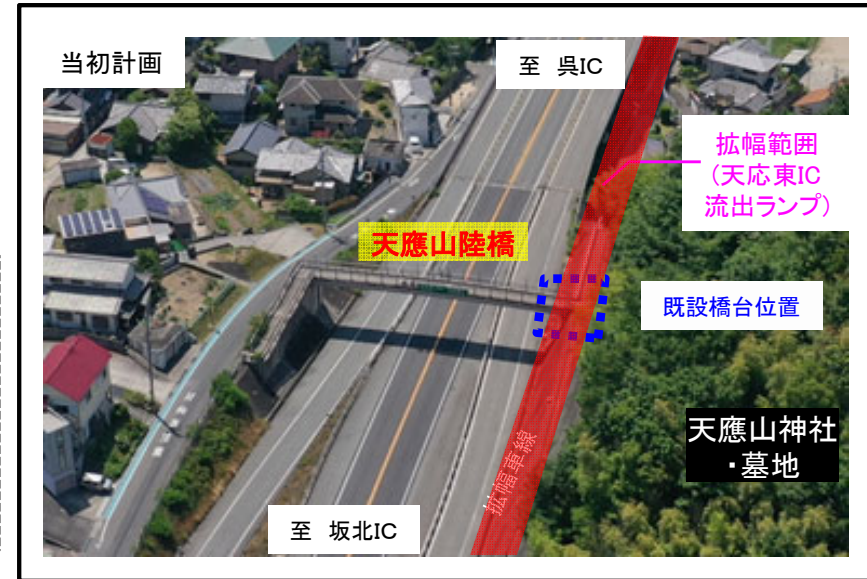 当初計画
至 呉IC
拡幅範囲
(天応東IC
流出ランプ)
天應山陸橋
既設橋台位置
天應山神社
・墓地
拡幅車線
至 坂北IC